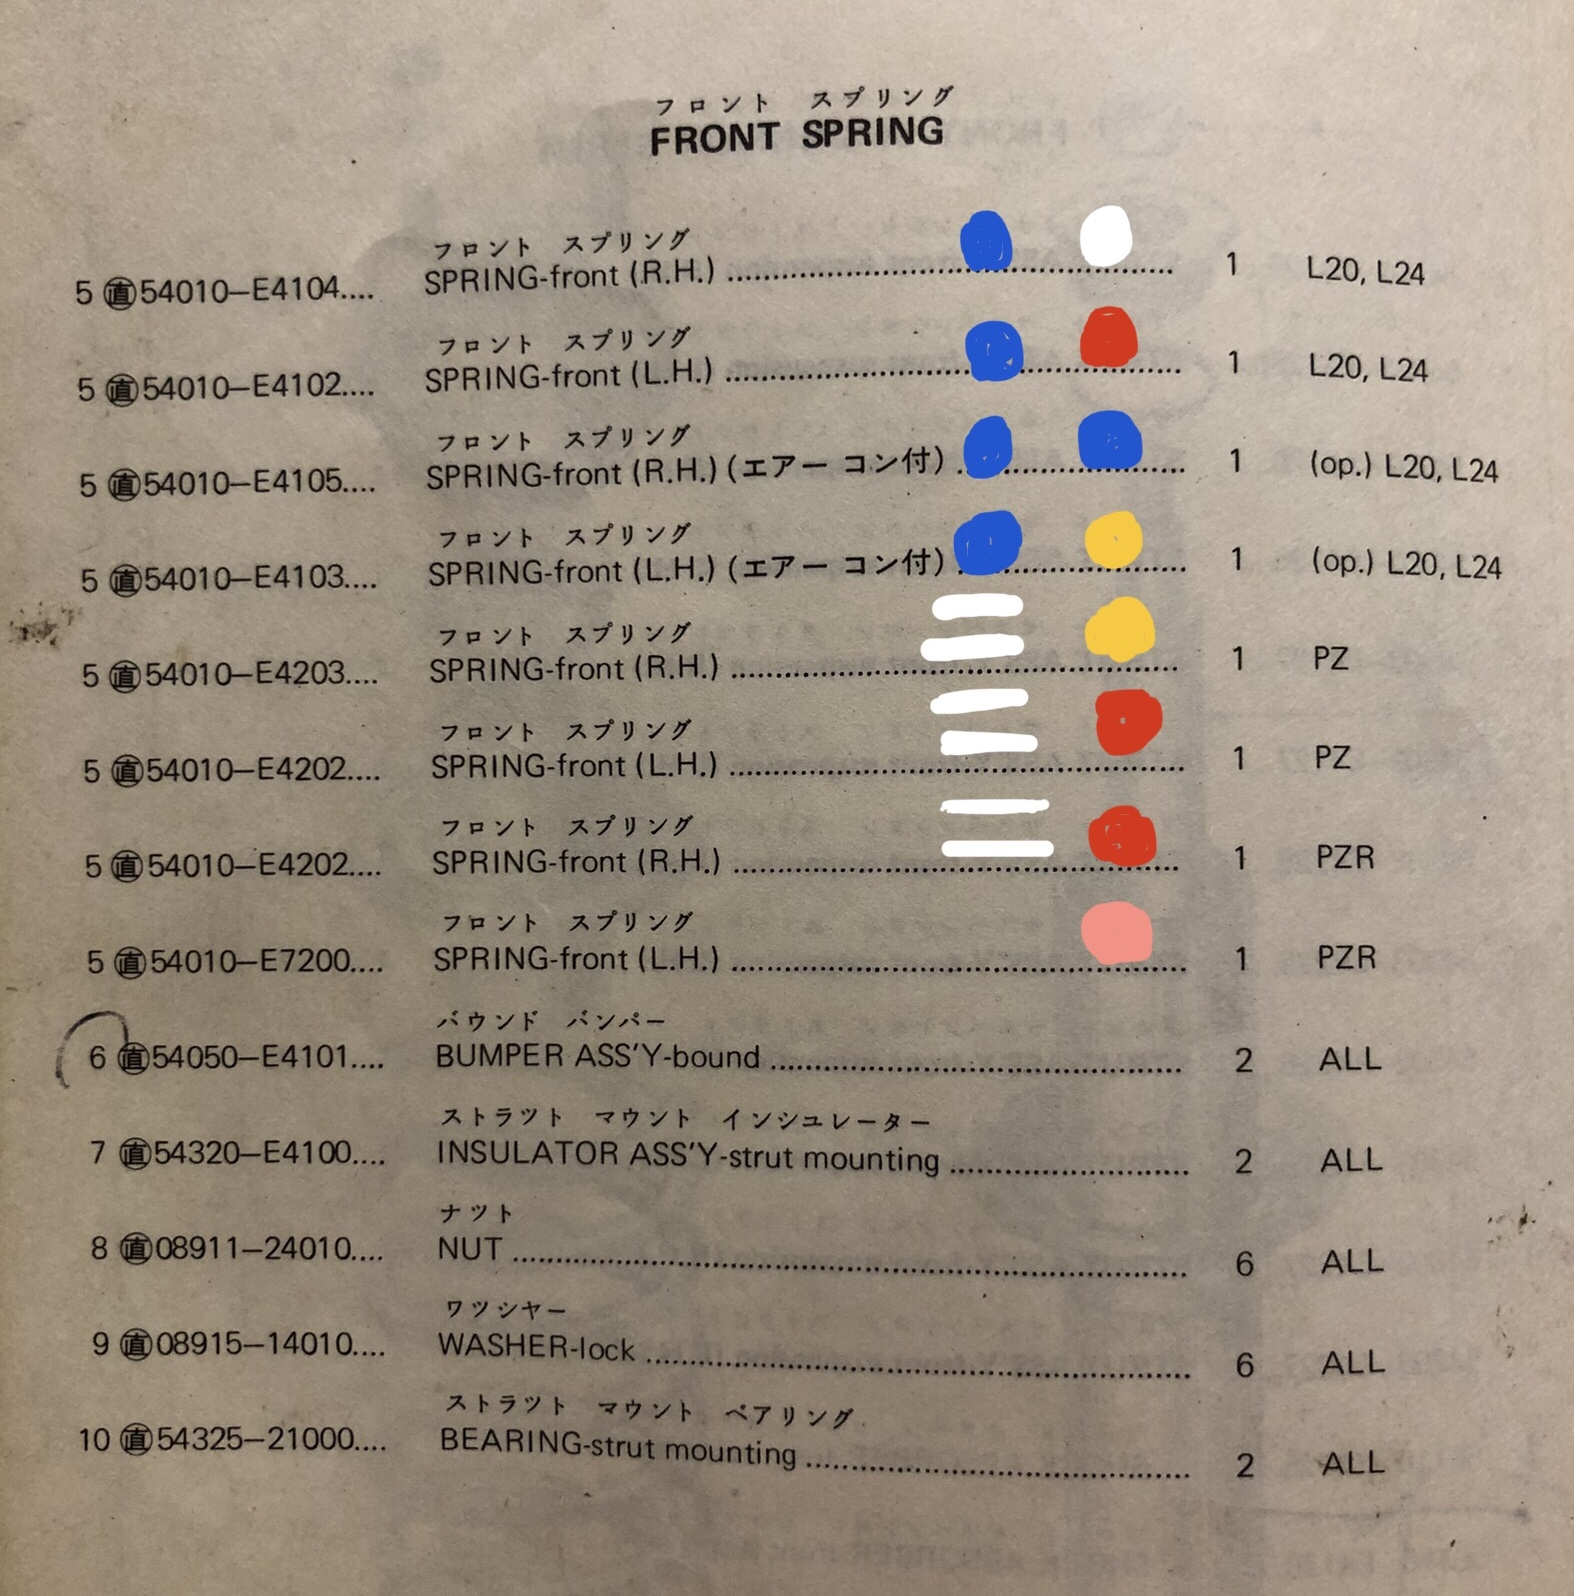 フロント スプリング
FRONT SPRING
フロント スプリング
5 ㊣54010—E4104.... SPRING-front (R.H.) ........ 1 L20, L24
フロント スプリング
5 直54010—E4102.... SPRING-front (L.H.) ........ 1 L20, L24
フロント スプリング
5 直54010—E4105.... SPRING-front (R.H.) (エアー コン付) ........ 1 (op.) L20, L24
フロント スプリング
5 直54010—E4103.... SPRING-front (L.H.) (エアー コン付) ........ 1 (op.) L20, L24
フロント スプリング
5 直54010—E4203.... SPRING-front (R.H.) ........ 1 PZ
フロント スプリング
5 直54010—E4202.... SPRING-front (L.H.) ........ 1 PZ
フロント スプリング
5 直54010—E4202.... SPRING-front (R.H.) ........ 1 PZR
フロント スプリング
5 直54010—E7200.... SPRING-front (L.H.) ........ 1 PZR
バウンド バンパー
6 直54050—E4101.... BUMPER ASS'Y-bound ........ 2 ALL
ストラツト マウント インシユレーター
7 直54320—E4100.... INSULATOR ASS'Y-strut mounting ........ 2 ALL
ナツト
8 直08911—24010.... NUT ........ 6 ALL
ワツシヤー
9 直08915—14010.... WASHER-lock ........ 6 ALL
ストラツト マウント ベアリング
10 直54325—21000.... BEARING-strut mounting ........ 2 ALL